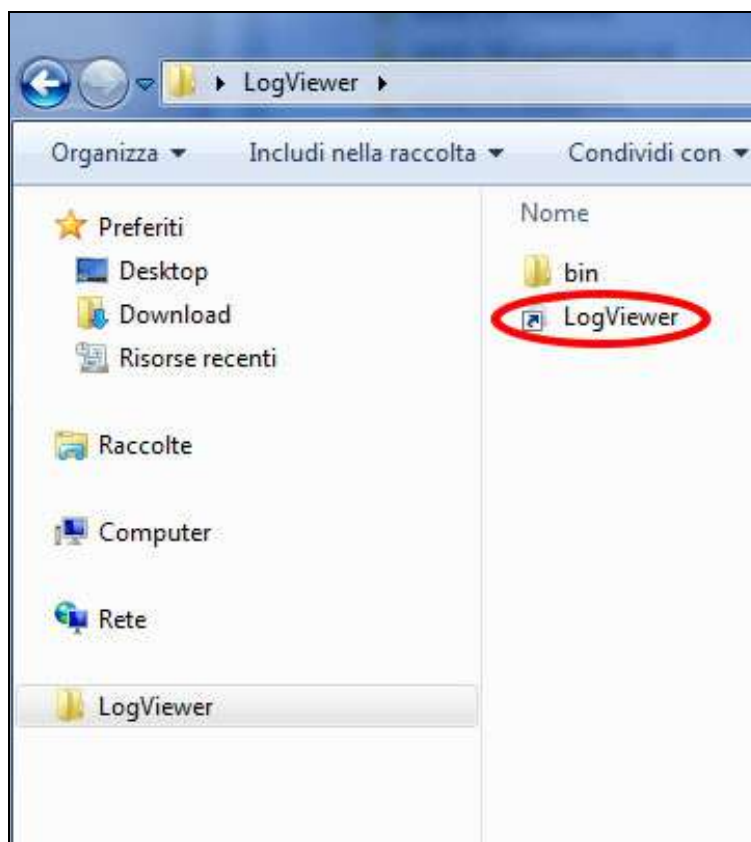 LogViewer
Organizza Includi nella raccolta Condividi con
Preferiti
Desktop
Download
Risorse recenti
Raccolte
Computer
Rete
LogViewer
Nome
bin
LogViewer